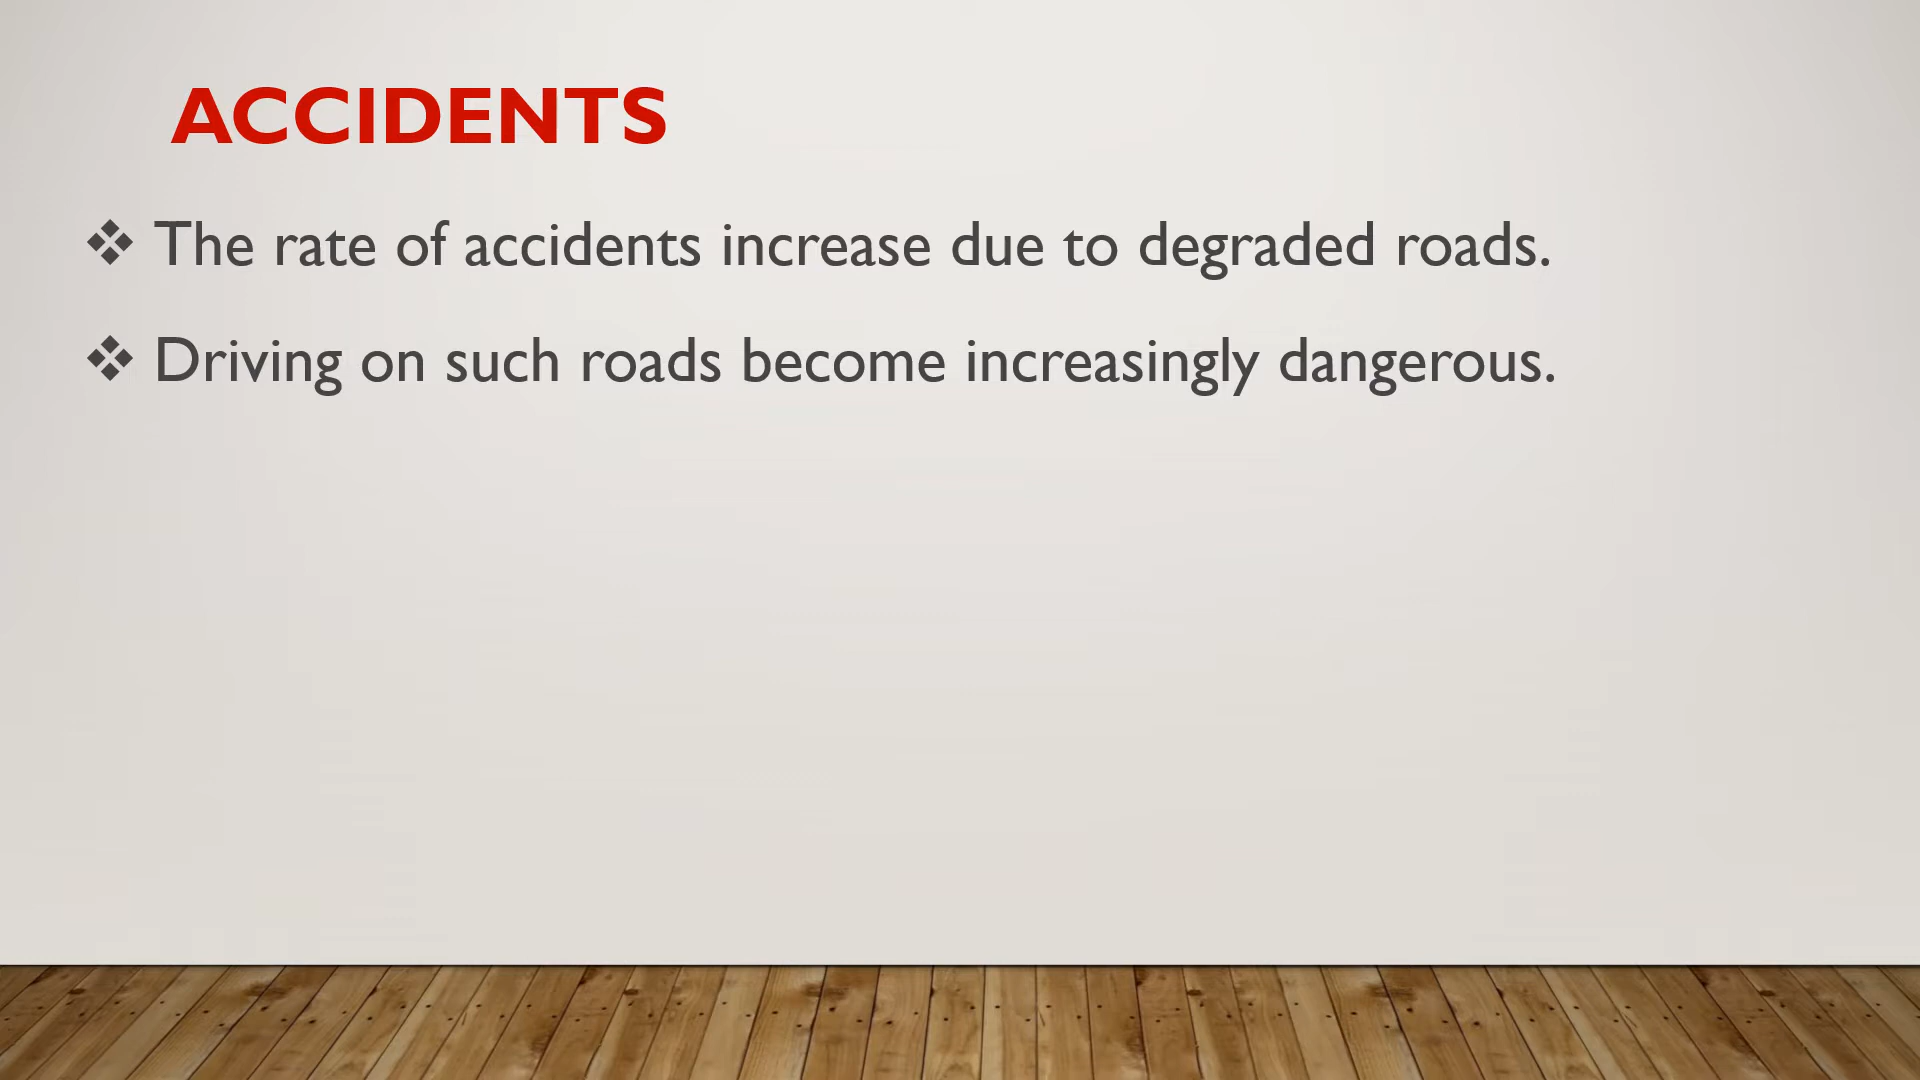 ACCIDENTS
❖ The rate of accidents increase due to degraded roads.
❖ Driving on such roads become increasingly dangerous.